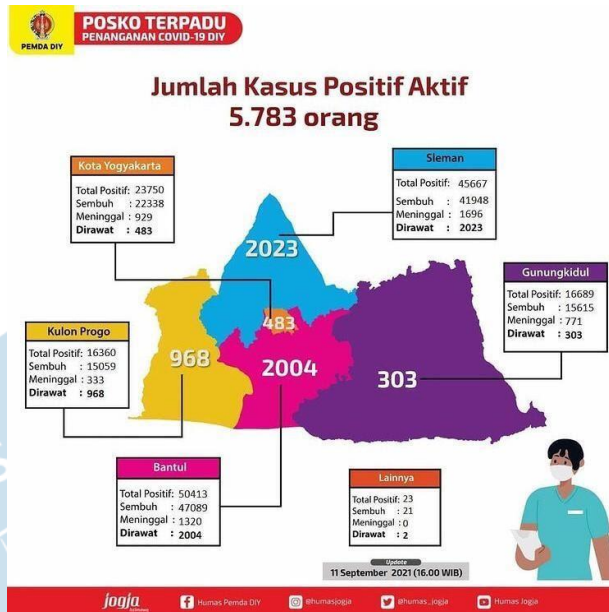 PEMDA DIY
POSKO TERPADU
PENANGANAN COVID-19 DIY
Jumlah Kasus Positif Aktif
5.783 orang
Kota Yogyakarta
Total Positif: 23750
Sembuh : 22338
Meninggal : 929
Dirawat : 483
Sleman
Total Positif: 45667
Sembuh : 41948
Meninggal : 1696
Dirawat : 2023
2023
Gunungkidul
Total Positif: 16689
Sembuh : 15615
Meninggal : 771
Dirawat : 303
483
Kulon Progo
Total Positif: 16360
Sembuh : 15059
Meninggal : 333
Dirawat : 968
968
2004
303
Bantul
Total Positif: 50413
Sembuh : 47089
Meninggal : 1320
Dirawat : 2004
Lainnya
Total Positif: 23
Sembuh : 21
Meninggal : 0
Dirawat : 2
Update
11 September 2021 (16.00 WIB)
jogja
Humas Pemda DIY
@humasjogja
@humas_jogja
Humas Jogja